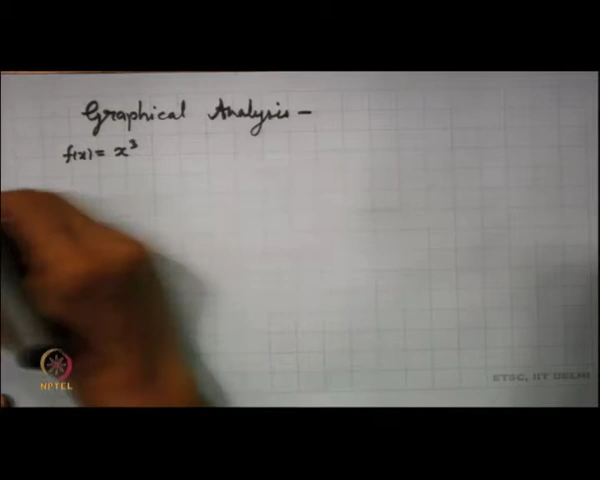 Graphical Analysis –
f(x) = x³
NPTEL
ETSC, IIT DELHI